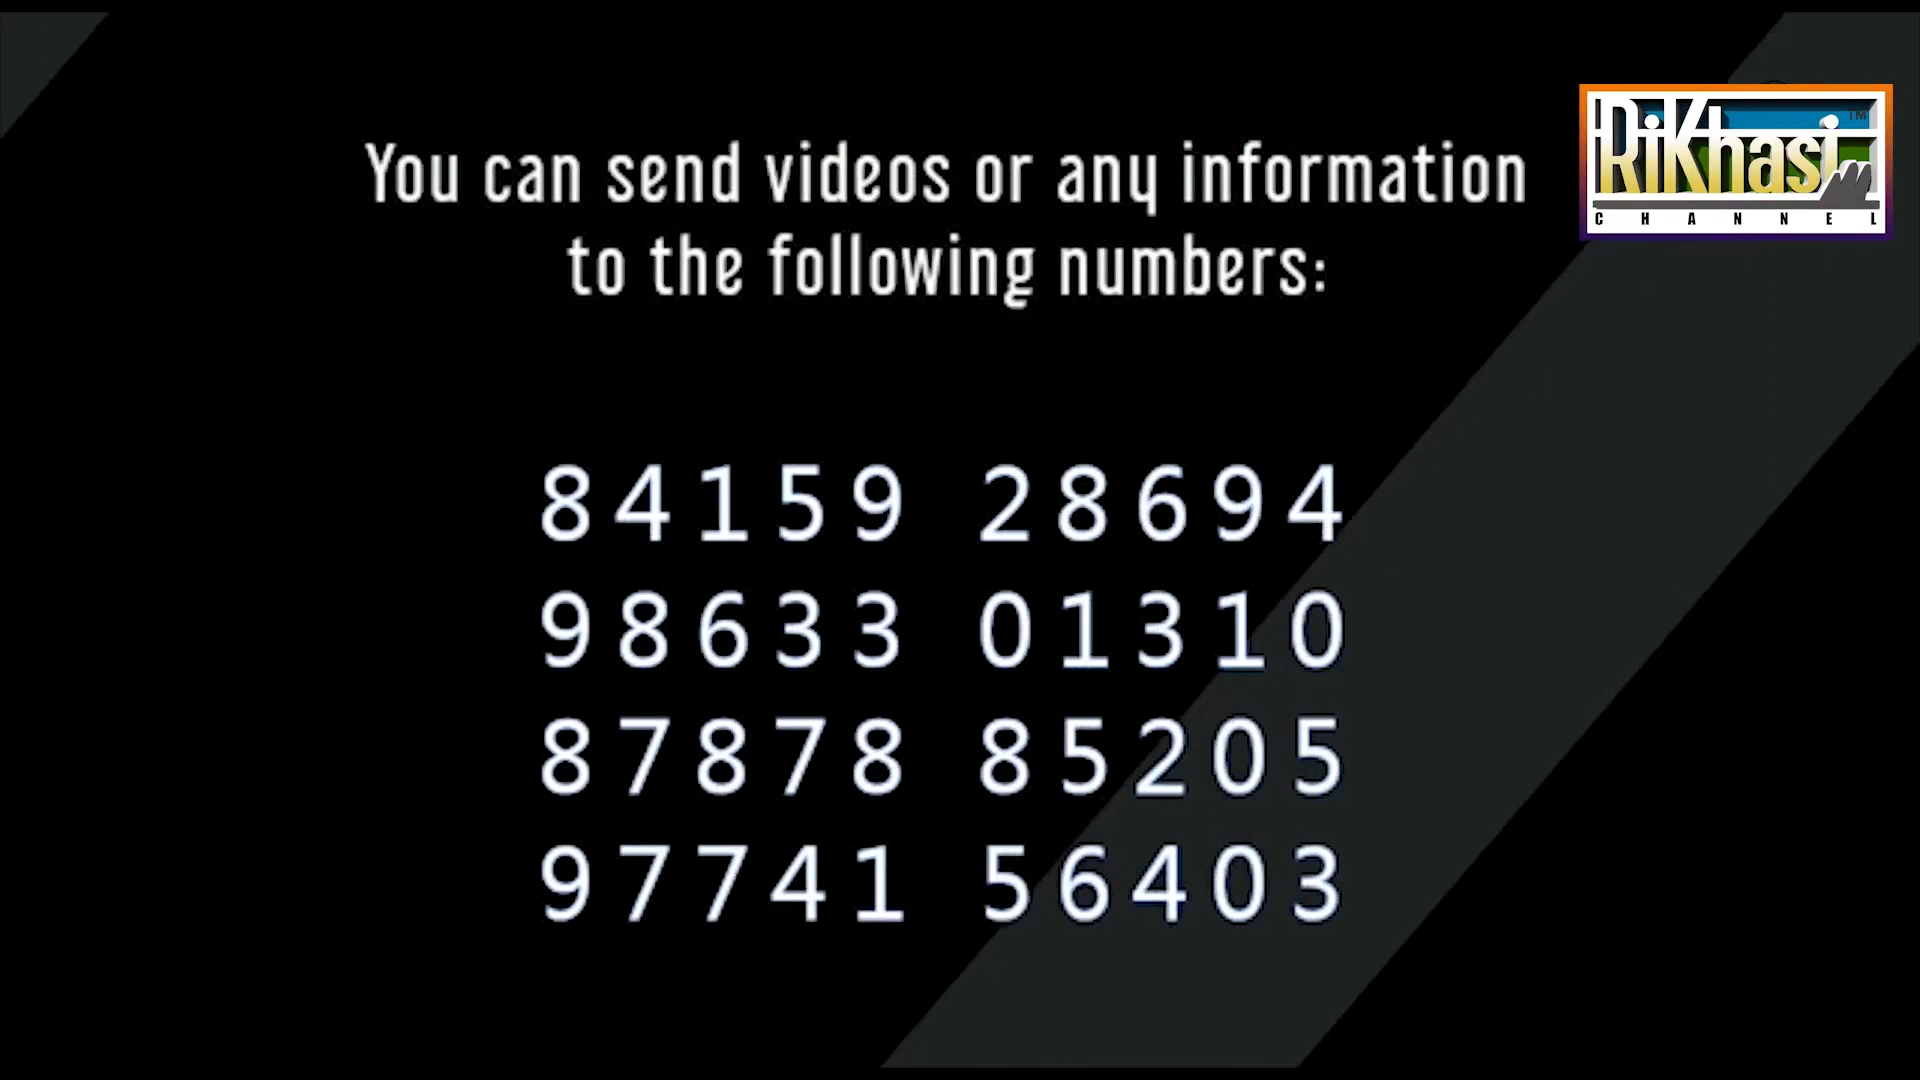 You can send videos or any information
to the following numbers:
RiKhasi
TM
CHANNEL
84159 28694
98633 01310
87878 85205
97741 56403